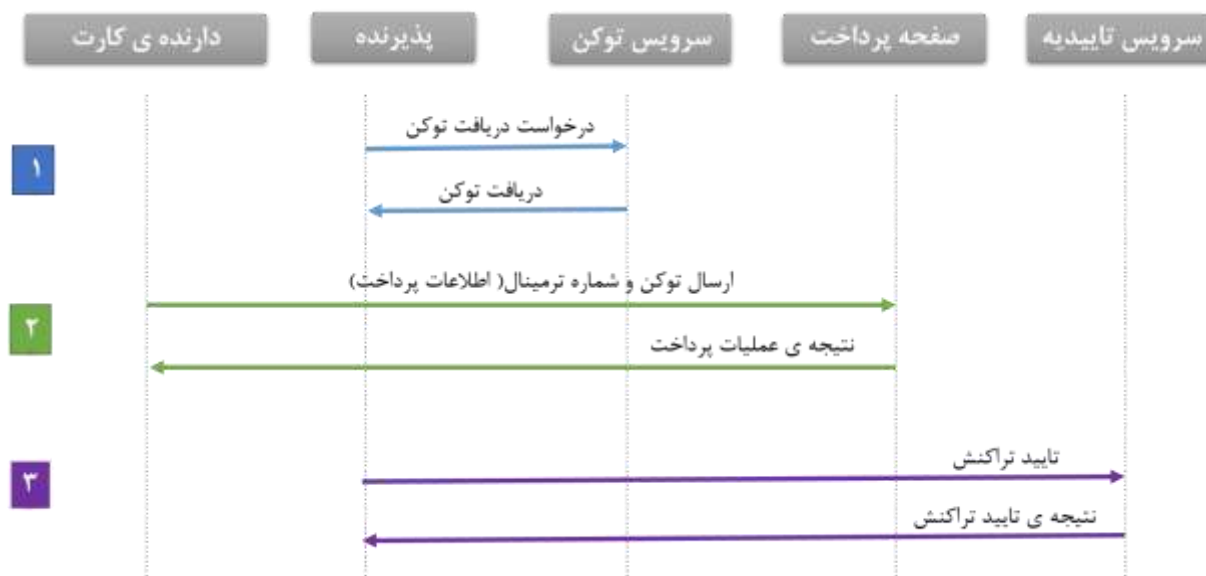 دارنده ی کارت
پذیرنده
سرویس توکن
صفحه پرداخت
سرویس تاییدیه
۱
درخواست دریافت توکن
دریافت توکن
۲
ارسال توکن و شماره ترمینال( اطلاعات پرداخت)
نتیجه ی عملیات پرداخت
۳
تایید تراکنش
نتیجه ی تایید تراکنش